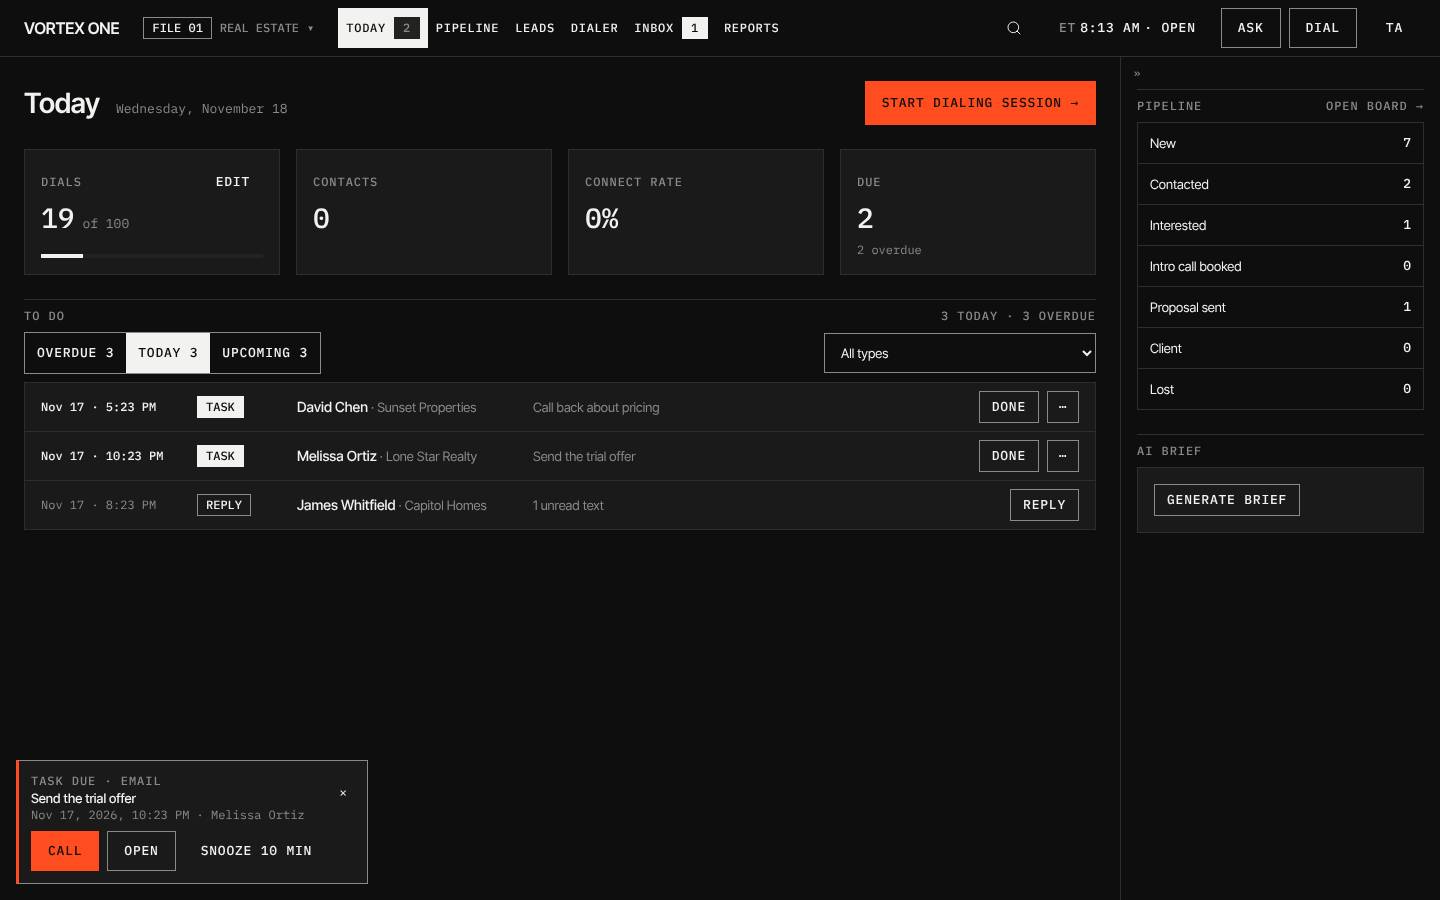 VORTEX ONE FILE 01 REAL ESTATE ▾ TODAY 2 PIPELINE LEADS DIALER INBOX 1 REPORTS ET 8:13 AM · OPEN ASK DIAL TA
Today Wednesday, November 18 START DIALING SESSION →
DIALS EDIT
19 of 100
CONTACTS
0
CONNECT RATE
0%
DUE
2
2 overdue
TO DO 3 TODAY · 3 OVERDUE
OVERDUE 3 TODAY 3 UPCOMING 3 All types
Nov 17 · 5:23 PM TASK David Chen · Sunset Properties Call back about pricing DONE ⋯
Nov 17 · 10:23 PM TASK Melissa Ortiz · Lone Star Realty Send the trial offer DONE ⋯
Nov 17 · 8:23 PM REPLY James Whitfield · Capitol Homes 1 unread text REPLY
TASK DUE · EMAIL ×
Send the trial offer
Nov 17, 2026, 10:23 PM · Melissa Ortiz
CALL OPEN SNOOZE 10 MIN
»
PIPELINE OPEN BOARD →
New 7
Contacted 2
Interested 1
Intro call booked 0
Proposal sent 1
Client 0
Lost 0
AI BRIEF
GENERATE BRIEF